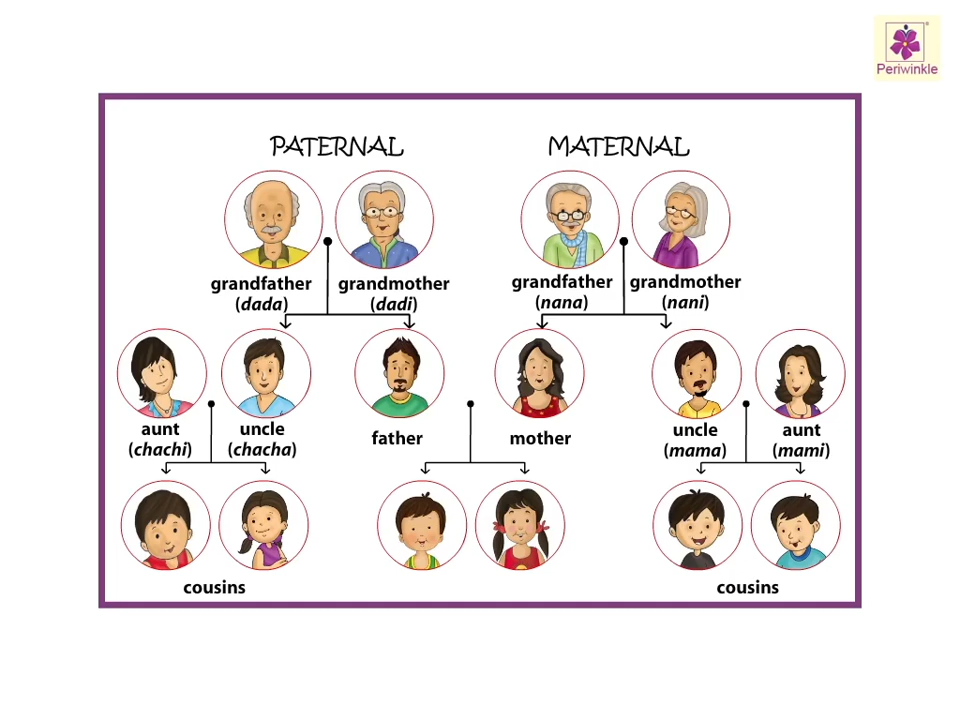 Periwinkle
PATERNAL
MATERNAL
grandfather
(dada)
grandmother
(dadi)
grandfather
(nana)
grandmother
(nani)
aunt
(chachi)
uncle
(chacha)
father
mother
uncle
(mama)
aunt
(mami)
cousins
cousins